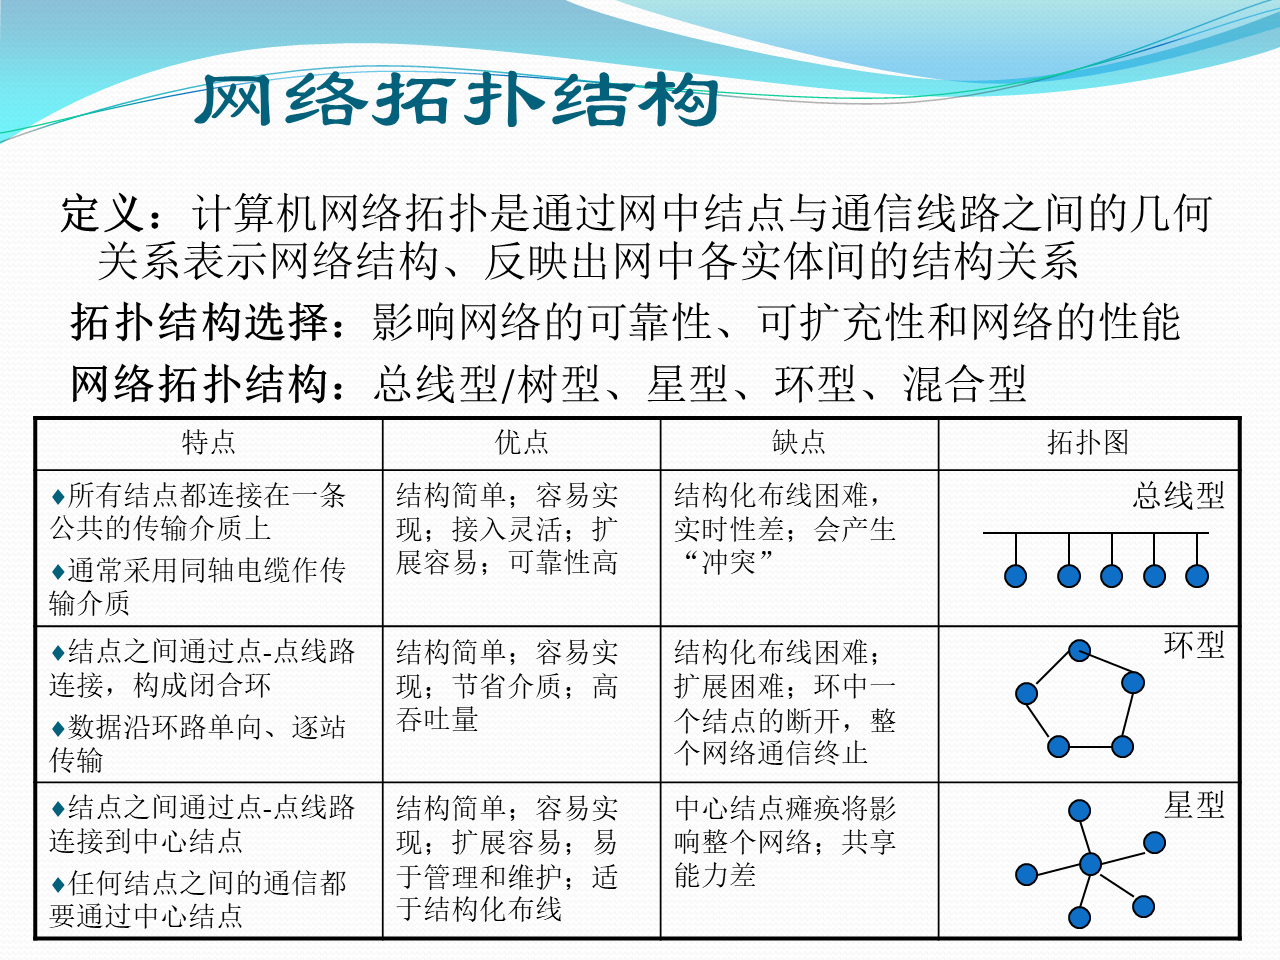 网络拓扑结构
定义：计算机网络拓扑是通过网中结点与通信线路之间的几何
关系表示网络结构、反映出网中各实体间的结构关系
拓扑结构选择：影响网络的可靠性、可扩充性和网络的性能
网络拓扑结构：总线型/树型、星型、环型、混合型
特点
优点
缺点
拓扑图
♦所有结点都连接在一条
公共的传输介质上
♦通常采用同轴电缆作传
输介质
结构简单；容易实
现；接入灵活；扩
展容易；可靠性高
结构化布线困难，
实时性差；会产生
“冲突”
总线型
♦结点之间通过点-点线路
连接，构成闭合环
♦数据沿环路单向、逐站
传输
结构简单；容易实
现；节省介质；高
吞吐量
结构化布线困难；
扩展困难；环中一
个结点的断开，整
个网络通信终止
环型
♦结点之间通过点-点线路
连接到中心结点
♦任何结点之间的通信都
要通过中心结点
结构简单；容易实
现；扩展容易；易
于管理和维护；适
于结构化布线
中心结点瘫痪将影
响整个网络；共享
能力差
星型